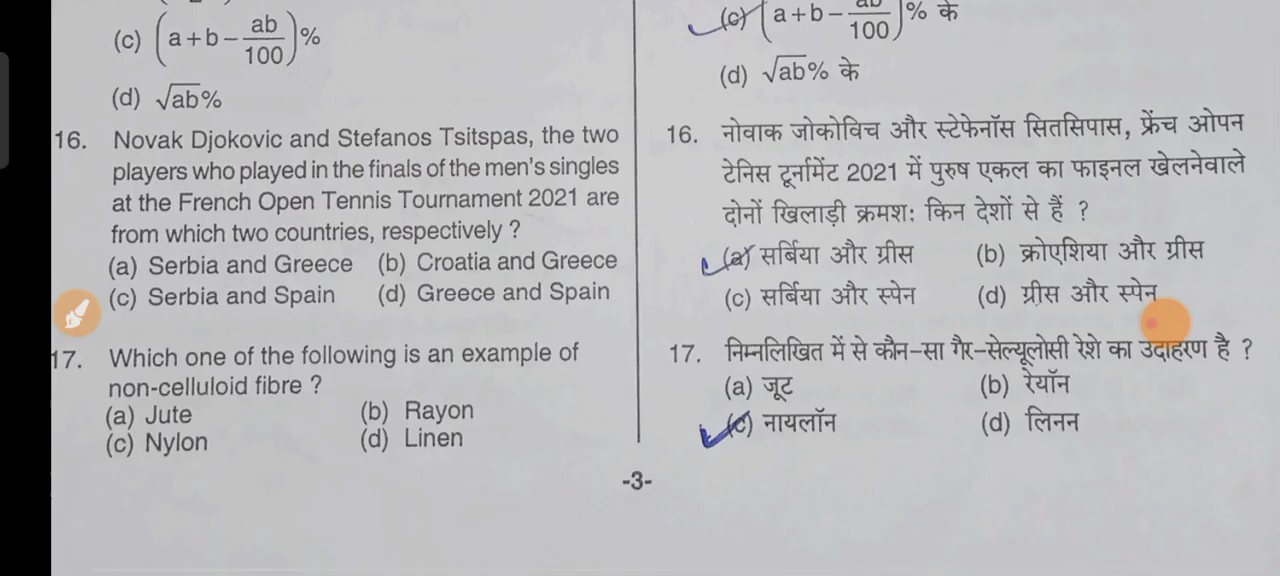 (c) (a+b-ab/100)%
(d) √ab%
16. Novak Djokovic and Stefanos Tsitspas, the two
players who played in the finals of the men's singles
at the French Open Tennis Tournament 2021 are
from which two countries, respectively ?
(a) Serbia and Greece (b) Croatia and Greece
(c) Serbia and Spain (d) Greece and Spain
17. Which one of the following is an example of
non-celluloid fibre ?
(a) Jute (b) Rayon
(c) Nylon (d) Linen
(c) (a+b-ab/100)% के
(d) √ab% के
16. नोवाक जोकोविच और स्टेफेनॉस सितसिपास, फ्रेंच ओपन
टेनिस टूर्नामेंट 2021 में पुरुष एकल का फाइनल खेलनेवाले
दोनों खिलाड़ी क्रमशः किन देशों से हैं ?
(a) सर्बिया और ग्रीस (b) क्रोएशिया और ग्रीस
(c) सर्बिया और स्पेन (d) ग्रीस और स्पेन
17. निम्नलिखित में से कौन-सा गैर-सेल्यूलोसी रेशे का उदाहरण है ?
(a) जूट (b) रेयॉन
(c) नायलॉन (d) लिनन
-3-